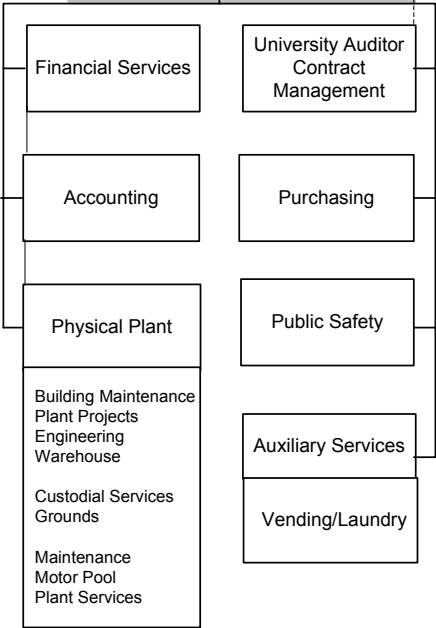 Financial Services
University Auditor
Contract
Management
Accounting
Purchasing
Physical Plant
Public Safety
Building Maintenance
Plant Projects
Engineering
Warehouse
Custodial Services
Grounds
Maintenance
Motor Pool
Plant Services
Auxiliary Services
Vending/Laundry